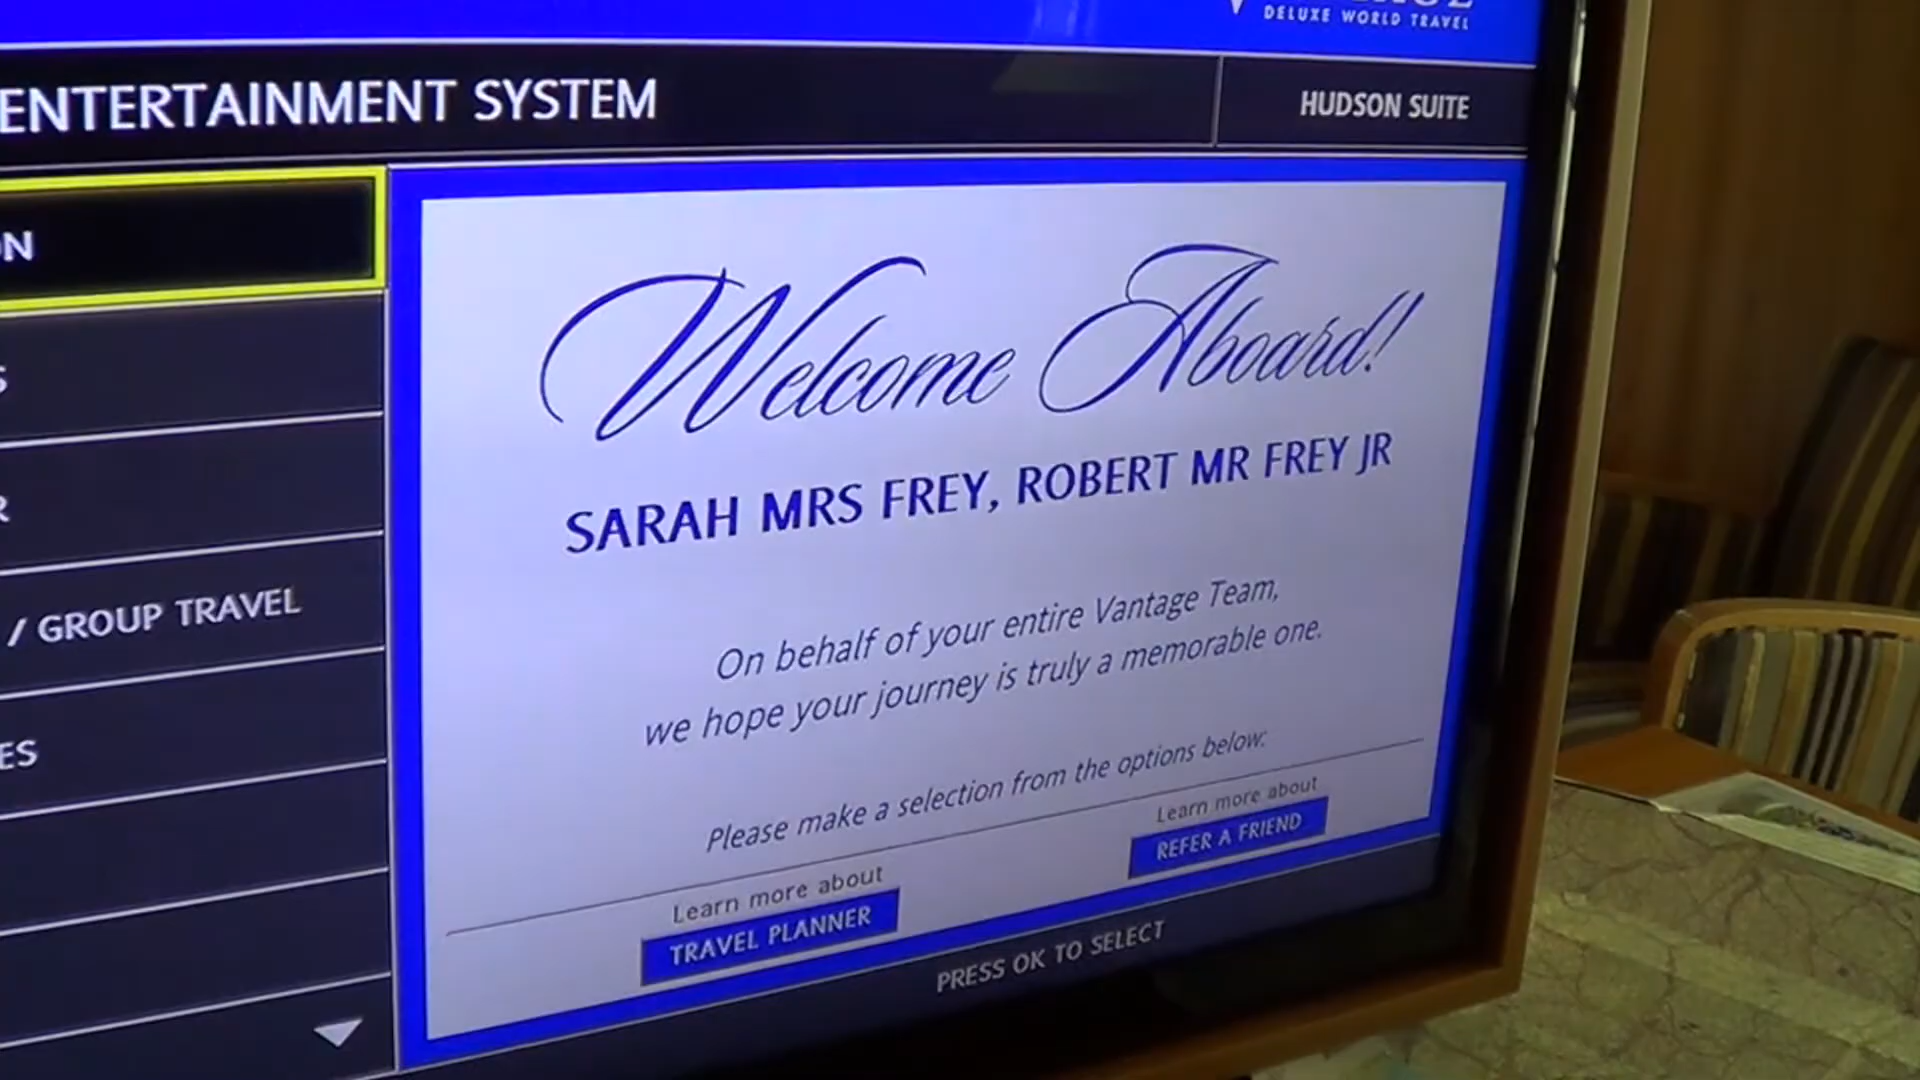 DELUXE WORLD TRAVEL
ENTERTAINMENT SYSTEM
HUDSON SUITE
/ GROUP TRAVEL
Welcome Aboard!
SARAH MRS FREY, ROBERT MR FREY JR
On behalf of your entire Vantage Team,
we hope your journey is truly a memorable one.
Please make a selection from the options below:
Learn more about
TRAVEL PLANNER
Learn more about
REFER A FRIEND
PRESS OK TO SELECT